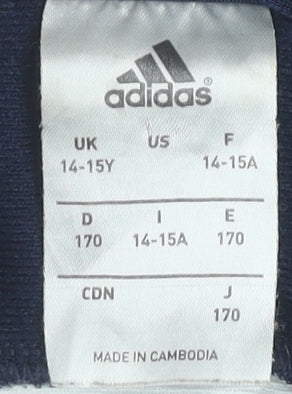 adidas®
UK US F
14-15Y 14-15A
D I E
170 14-15A 170
CDN J
170
MADE IN CAMBODIA